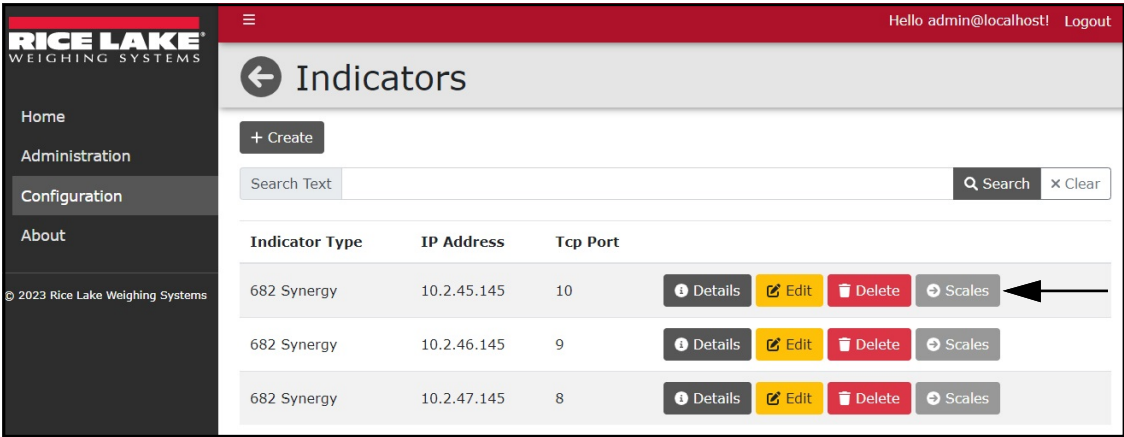 RICE LAKE®
WEIGHING SYSTEMS
Home
Administration
Configuration
About
© 2023 Rice Lake Weighing Systems
Hello admin@localhost! Logout
Indicators
+ Create
Search Text Search × Clear
Indicator Type IP Address Tcp Port
682 Synergy 10.2.45.145 10 Details Edit Delete Scales
682 Synergy 10.2.46.145 9 Details Edit Delete Scales
682 Synergy 10.2.47.145 8 Details Edit Delete Scales